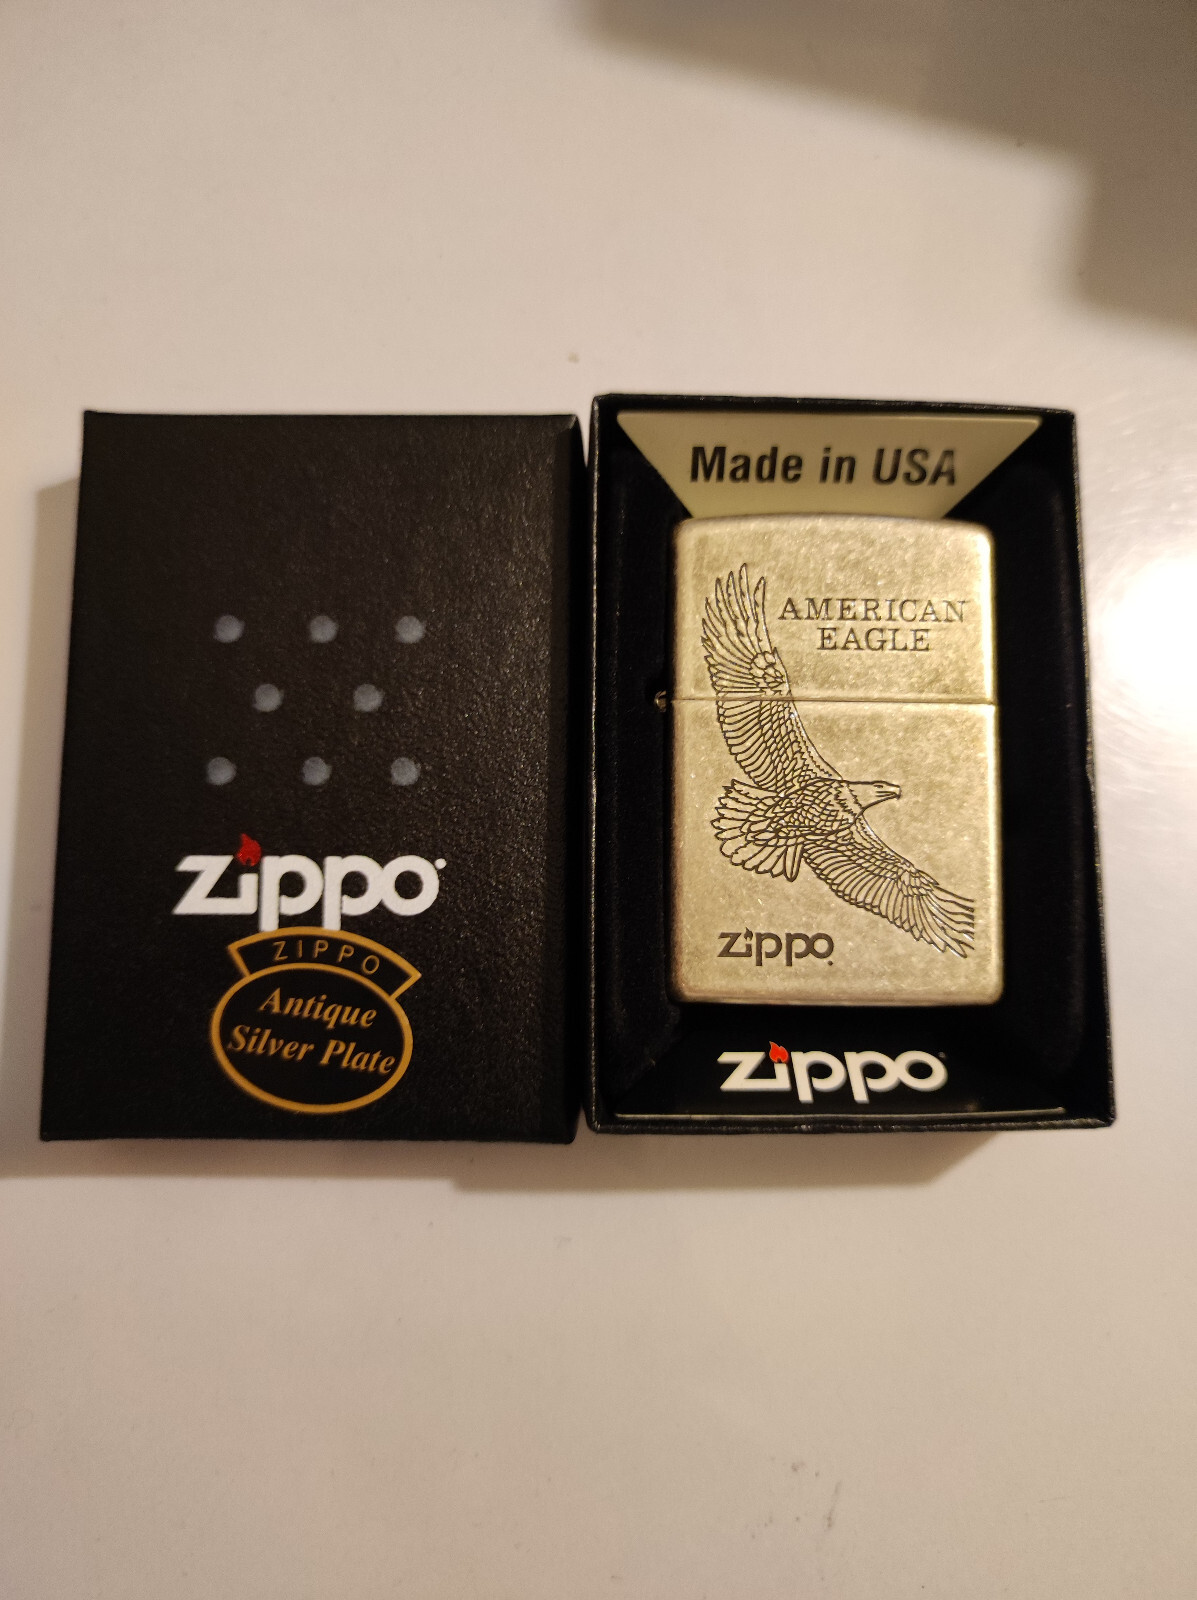 zippo
ZIPPO
Antique
Silver Plate
Made in USA
AMERICAN
EAGLE
zippo
zippo